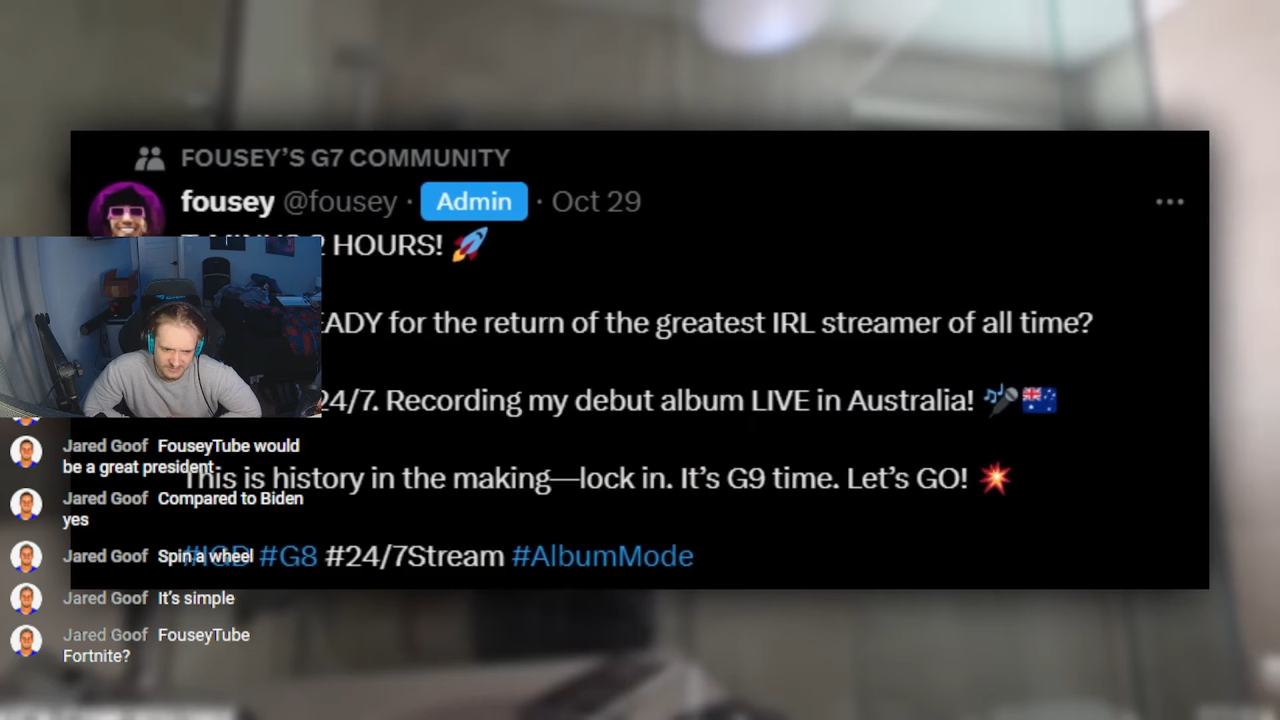 FOUSEY'S G7 COMMUNITY
fousey @fousey · Admin · Oct 29
2 HOURS! 🚀
EADY for the return of the greatest IRL streamer of all time?
24/7. Recording my debut album LIVE in Australia! 🎤🇦🇺
This is history in the making—lock in. It's G9 time. Let's GO! 💥
#G8 #24/7Stream #AlbumMode
Jared Goof FouseyTube would
be a great president
Jared Goof Compared to Biden
yes
Jared Goof Spin a wheel
Jared Goof It's simple
Jared Goof FouseyTube
Fortnite?